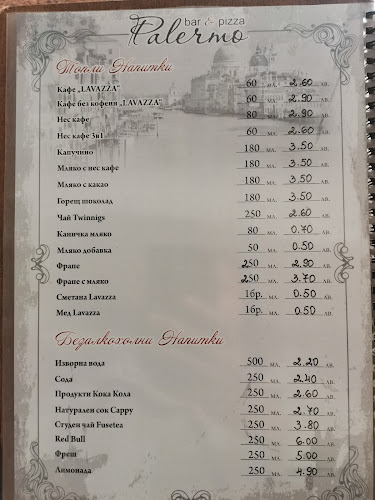 bar & pizza
Palermo
Топли Напитки
Кафе „LAVAZZA" 60 мл. 2.60 лв.
Кафе без кофеин „LAVAZZA" 60 мл. 2.90 лв.
Нес кафе 80 мл. 2.90 лв.
Нес кафе 3в1 60 мл. 2.60 лв.
Капучино 180 мл. 3.50 лв.
Мляко с нес кафе 180 мл. 3.50 лв.
Мляко с какао 180 мл. 3.50 лв.
Горещ шоколад 180 мл. 3.50 лв.
Чай Twinnigs 250 мл. 2.60 лв.
Каничка мляко 80 мл. 0.70 лв.
Мляко добавка 50 мл. 0.50 лв.
Фрапе 250 мл. 2.90 лв.
Фрапе с мляко 250 мл. 3.70 лв.
Сметана Lavazza 1бр. мл. 0.50 лв.
Мед Lavazza 1бр. мл. 0.50 лв.
Безалкохолни Напитки
Изворна вода 500 мл. 2.20 лв.
Сода 250 мл. 2.40 лв.
Продукти Кока Кола 250 мл. 2.60 лв.
Натурален сок Cappy 250 мл. 2.70 лв.
Студен чай Fusetea 250 мл. 3.80 лв.
Red Bull 250 мл. 6.00 лв.
Фреш 250 мл. 5.00 лв.
Лимонада 250 мл. 4.90 лв.